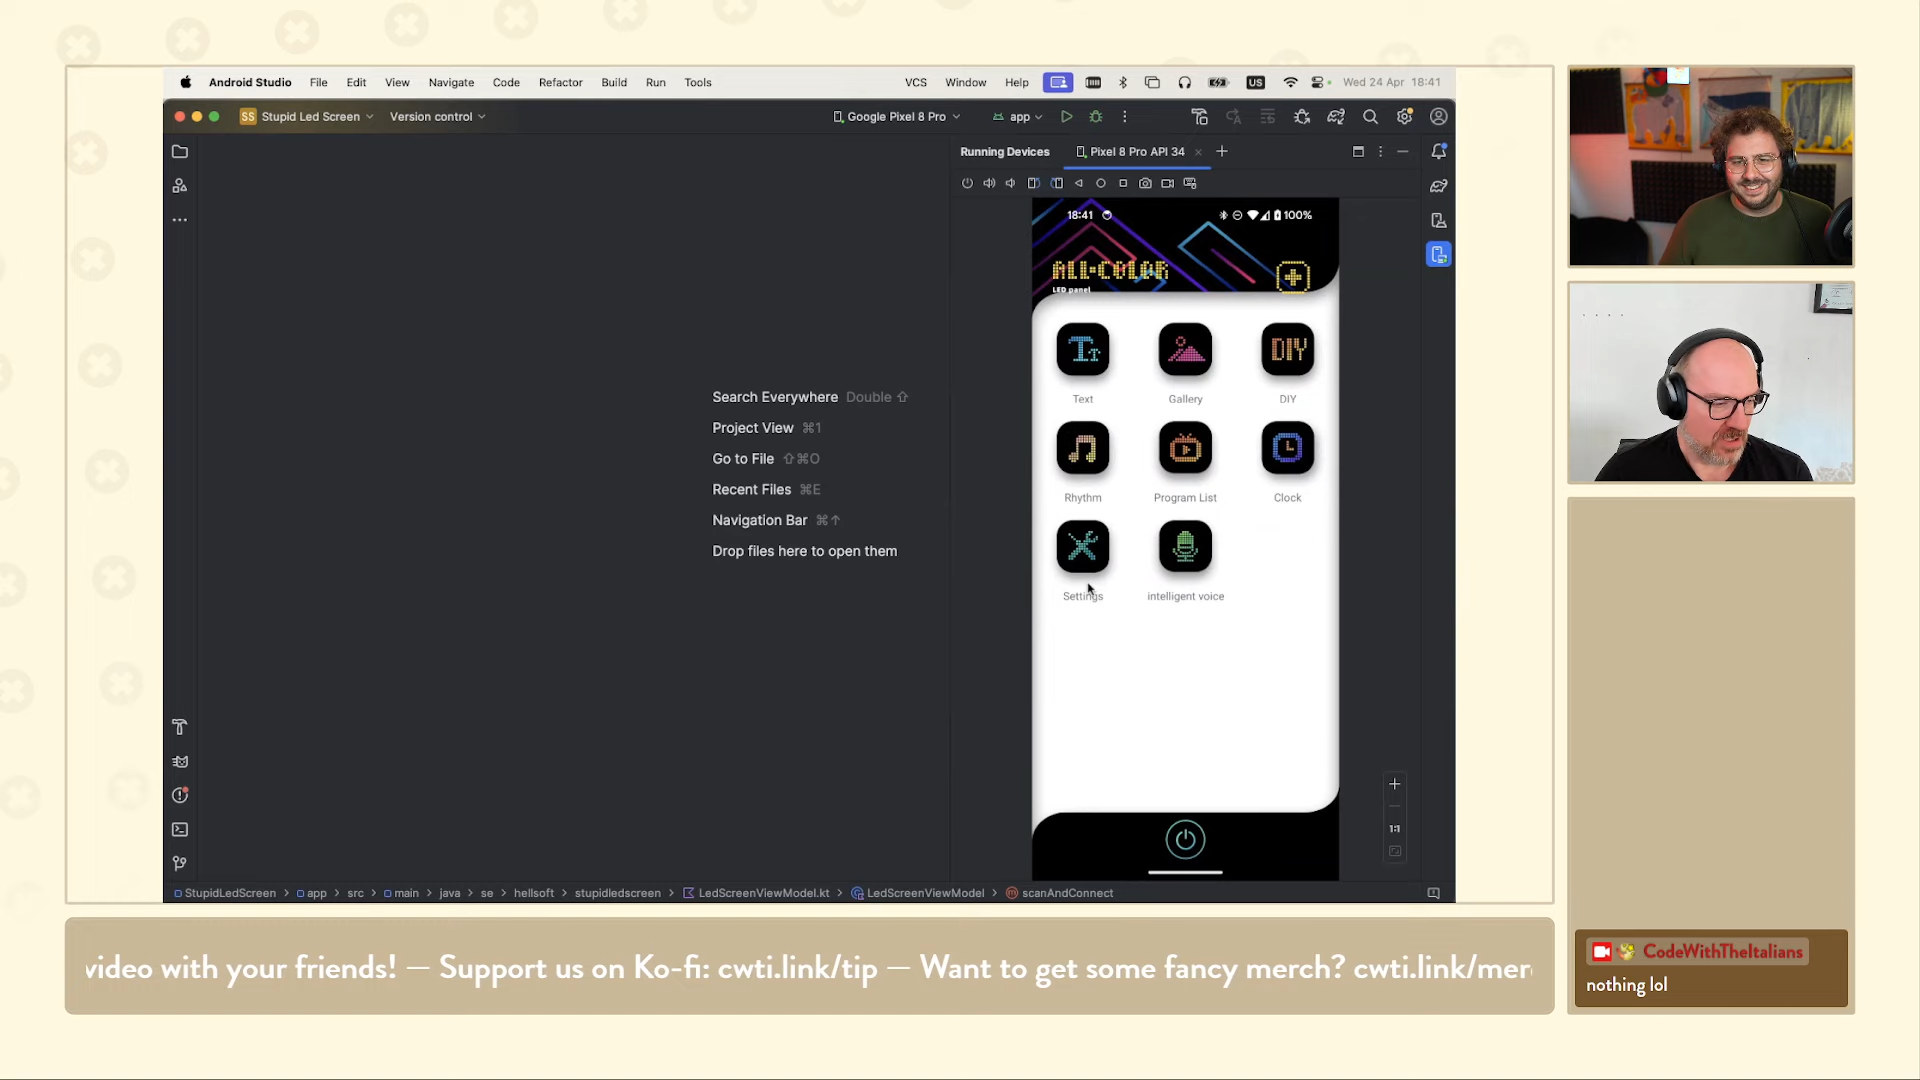 Android Studio File Edit View Navigate Code Refactor Build Run Tools VCS Window Help US Wed 24 Apr 18:41
SS Stupid Led Screen Version control Google Pixel 8 Pro app
Running Devices Pixel 8 Pro API 34
18:41 100%
ALL-COLOR
LED panel
Text Gallery DIY
Rhythm Program List Clock
Settings intelligent voice
Search Everywhere Double ⇧
Project View ⌘1
Go to File ⇧⌘O
Recent Files ⌘E
Navigation Bar ⌘↑
Drop files here to open them
1:1
StupidLedScreen > app > src > main > java > se > hellsoft > stupidledscreen > LedScreenViewModel.kt > LedScreenViewModel > scanAndConnect
video with your friends! — Support us on Ko-fi: cwti.link/tip — Want to get some fancy merch? cwti.link/mer
CodeWithTheItalians
nothing lol